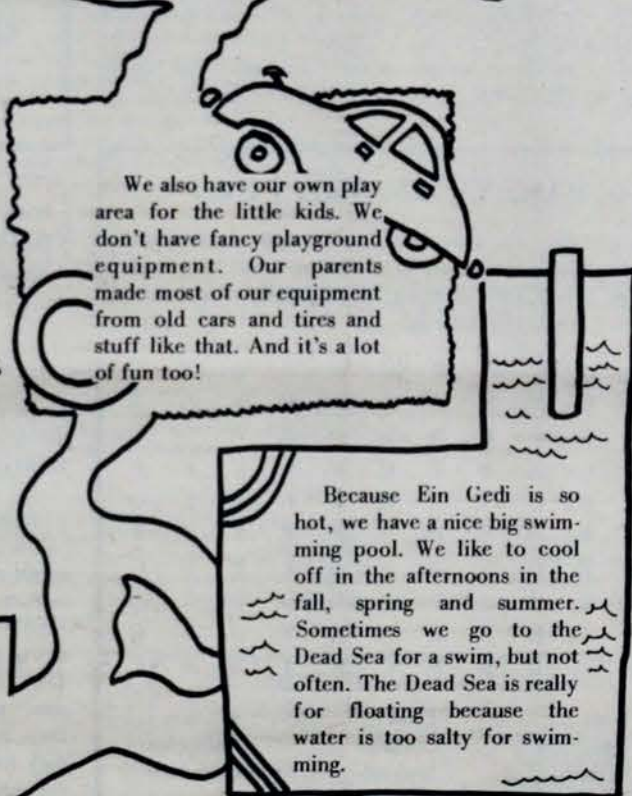 We also have our own play
area for the little kids. We
don't have fancy playground
equipment. Our parents
made most of our equipment
from old cars and tires and
stuff like that. And it's a lot
of fun too!
Because Ein Gedi is so
hot, we have a nice big swim-
ming pool. We like to cool
off in the afternoons in the
fall, spring and summer.
Sometimes we go to the
Dead Sea for a swim, but not
often. The Dead Sea is really
for floating because the
water is too salty for swim-
ming.